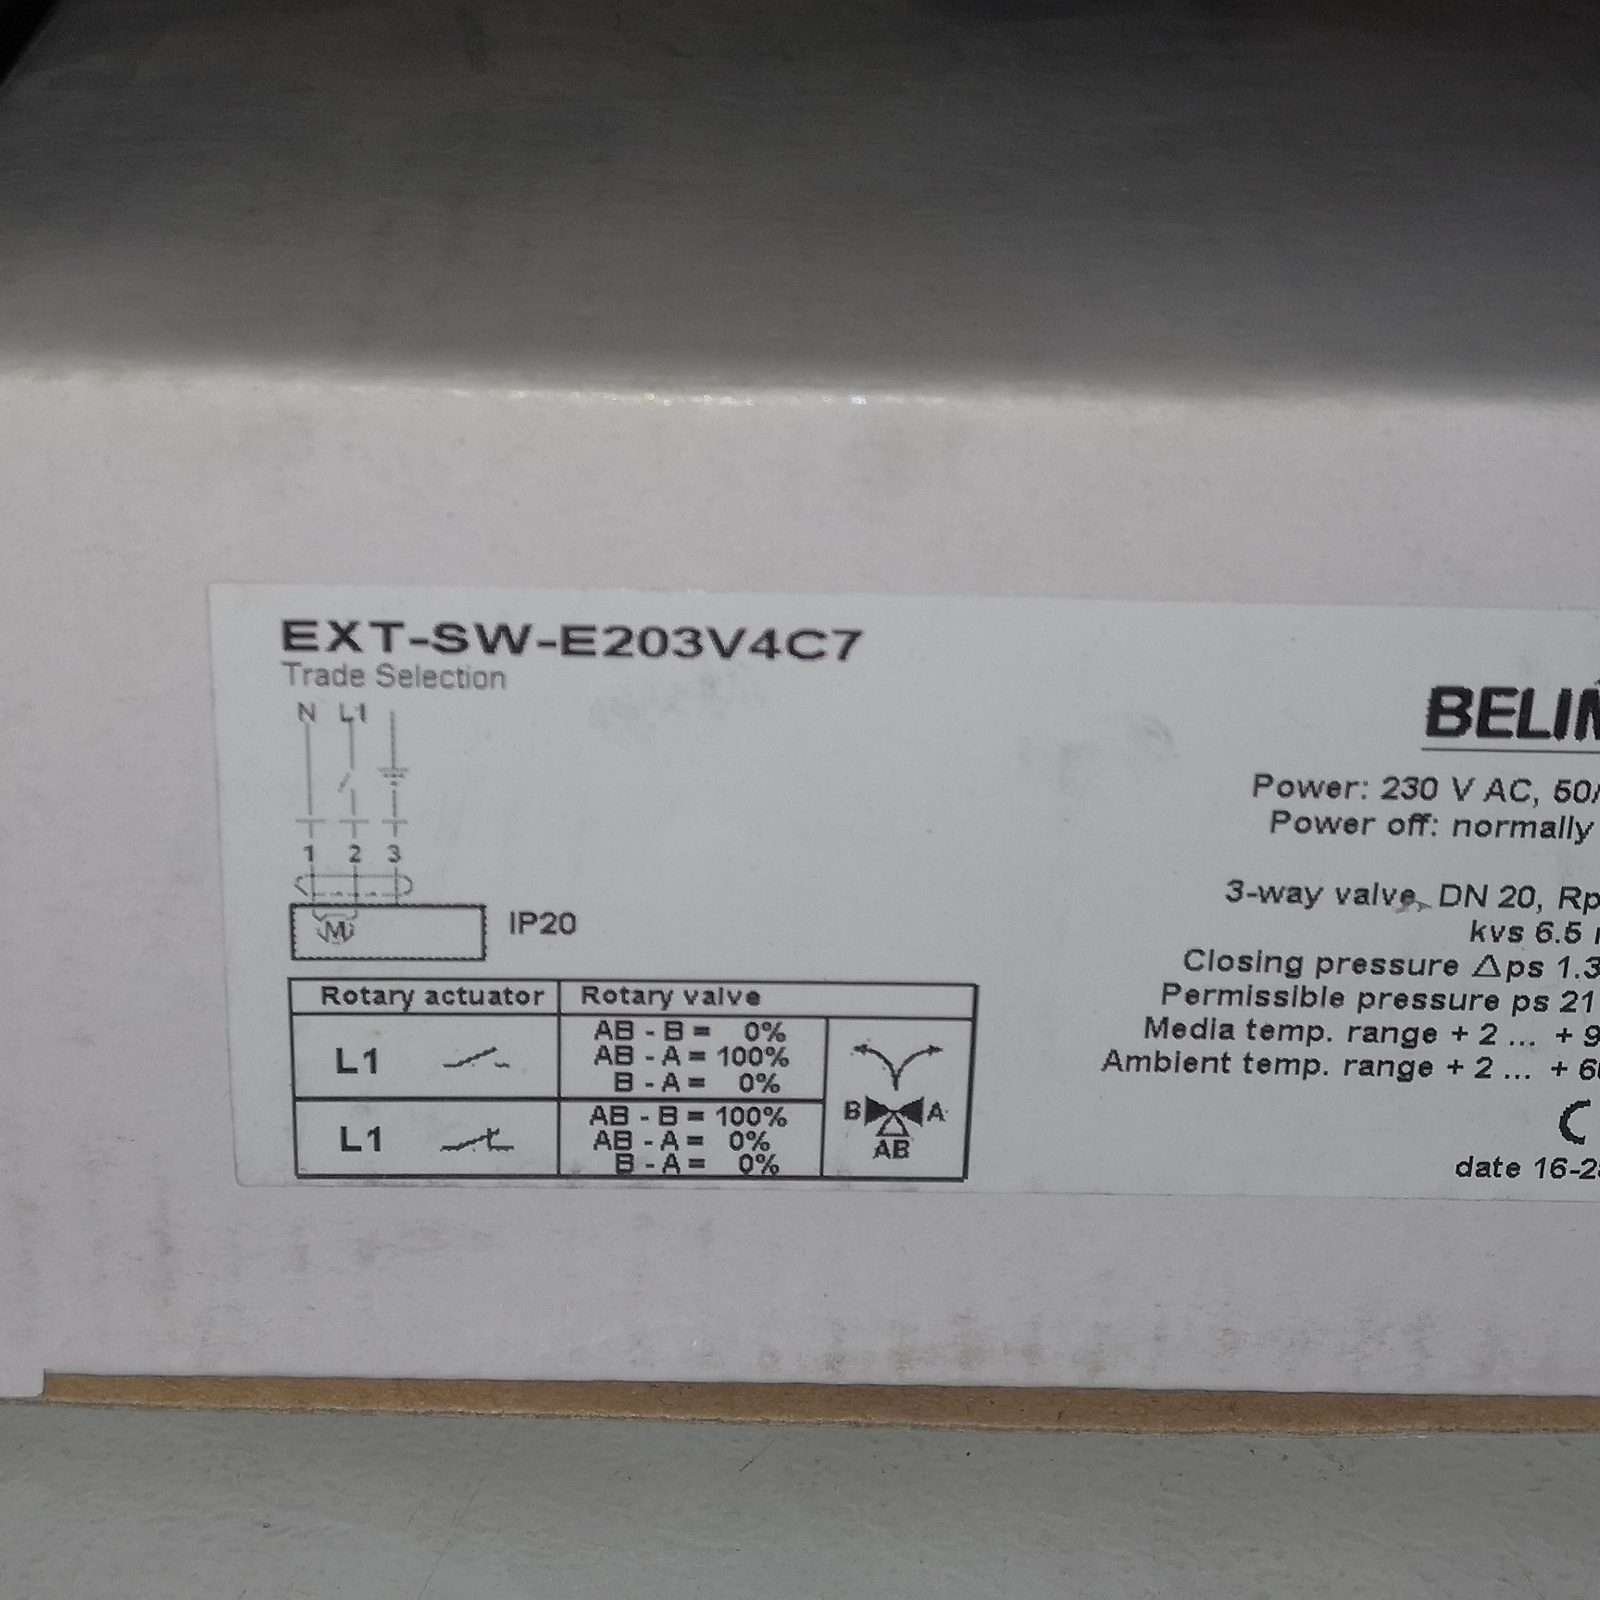 EXT-SW-E203V4C7
Trade Selection
N L1
1 2 3
M
IP20
Rotary actuator Rotary valve
L1
AB - B = 0%
AB - A = 100%
B - A = 0%
L1
AB - B = 100%
AB - A = 0%
B - A = 0%
B A
AB
BELIM
Power: 230 V AC, 50/
Power off: normally
3-way valve, DN 20, Rp
kvs 6.5
Closing pressure Δps 1.3
Permissible pressure ps 21
Media temp. range + 2 ... + 9
Ambient temp. range + 2 ... + 6
date 16-2